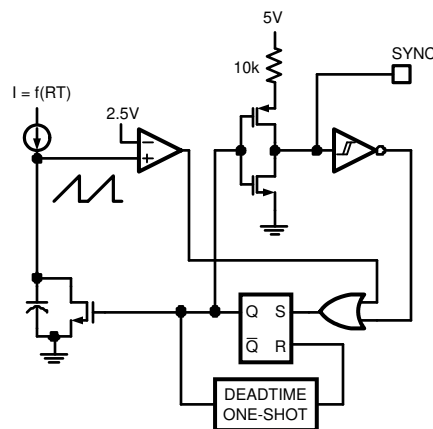 5V
SYNC
10k
I = f(RT)
2.5V
−
+
Q S
Q̅ R
DEADTIME
ONE-SHOT